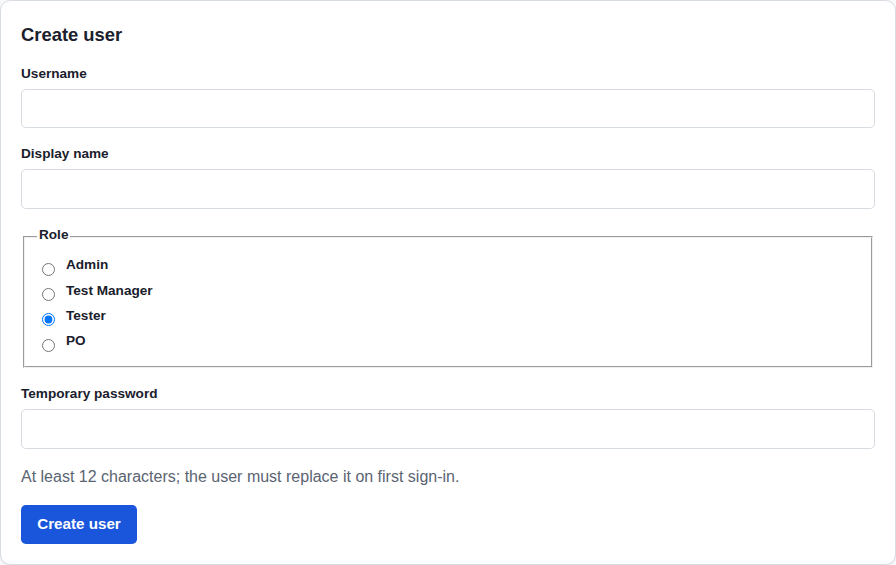 Create user
Username
Display name
Role
Admin
Test Manager
Tester
PO
Temporary password
At least 12 characters; the user must replace it on first sign-in.
Create user